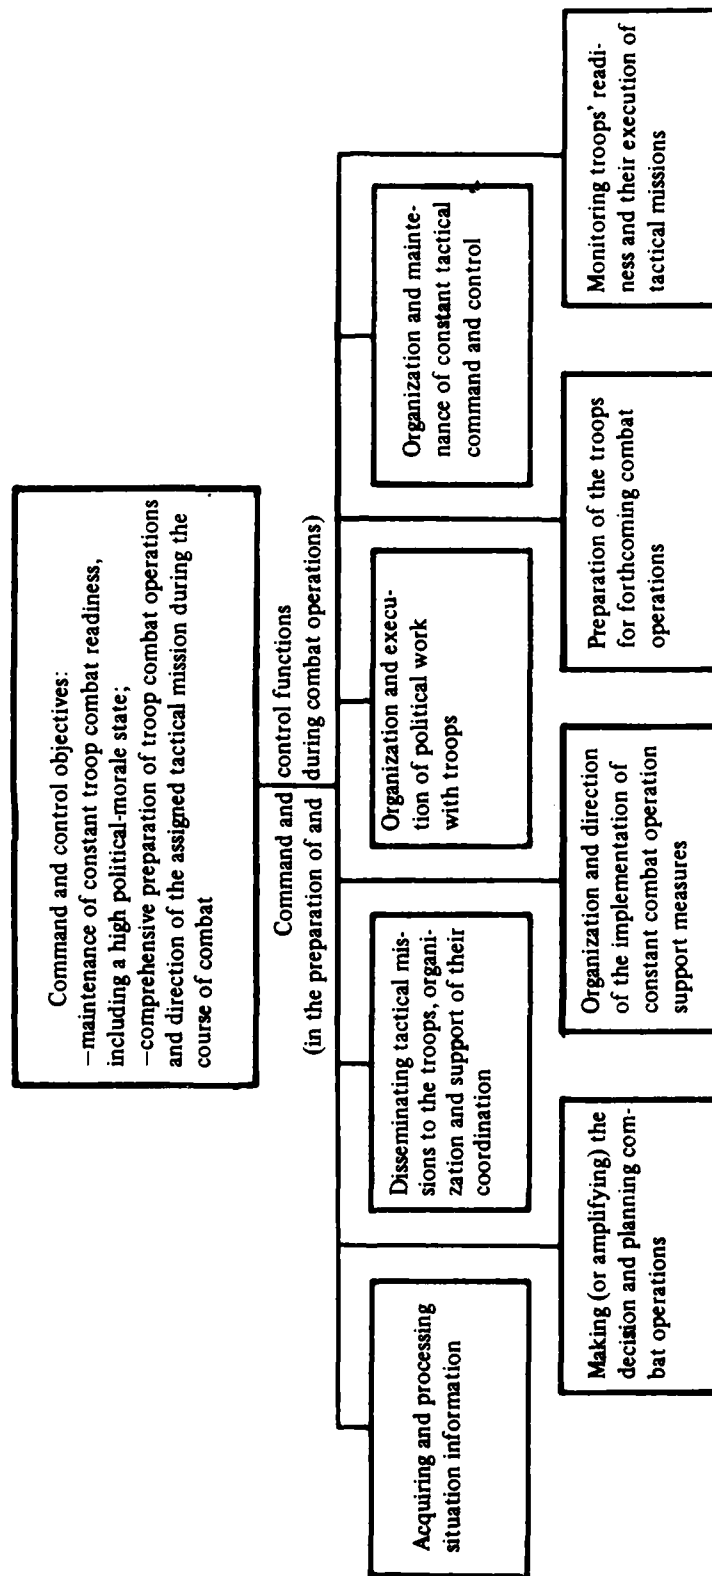 Command and control objectives:
—maintenance of constant troop combat readiness,
including a high political-morale state;
—comprehensive preparation of troop combat operations
and direction of the assigned tactical mission during the
course of combat
Command and control functions
(in the preparation of and during combat operations)
Acquiring and processing
situation information
Disseminating tactical mis-
sions to the troops, organi-
zation and support of their
coordination
Organization and execu-
tion of political work
with troops
Organization and mainte-
nance of constant tactical
command and control
Making (or amplifying) the
decision and planning com-
bat operations
Organization and direction
of the implementation of
constant combat operation
support measures
Preparation of the troops
for forthcoming combat
operations
Monitoring troops' readi-
ness and their execution of
tactical missions